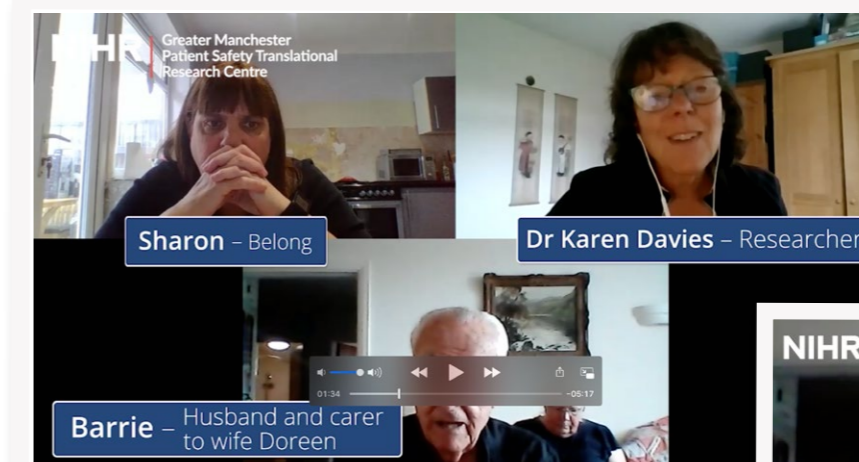 NIHR
Greater Manchester
Patient Safety Translational
Research Centre
Sharon – Belong
Dr Karen Davies – Researcher
NIHR
01:34
-05:17
Barrie – Husband and carer
to wife Doreen